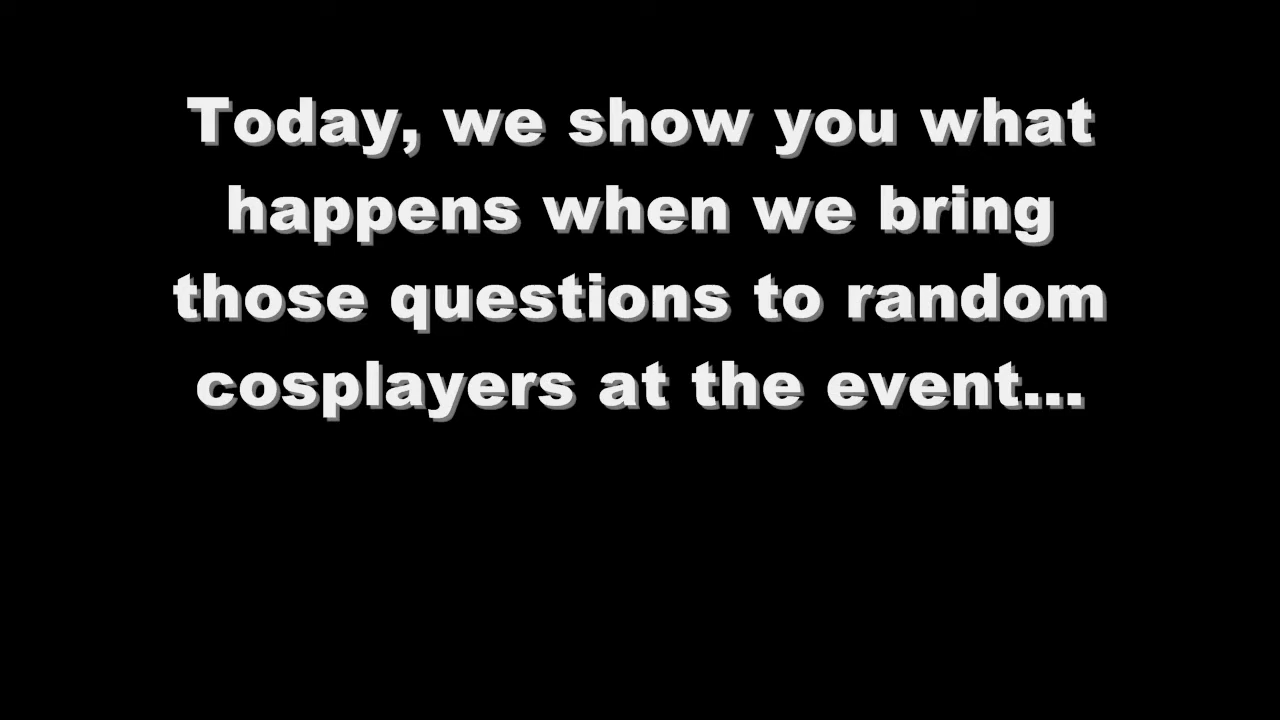 Today, we show you what
happens when we bring
those questions to random
cosplayers at the event...